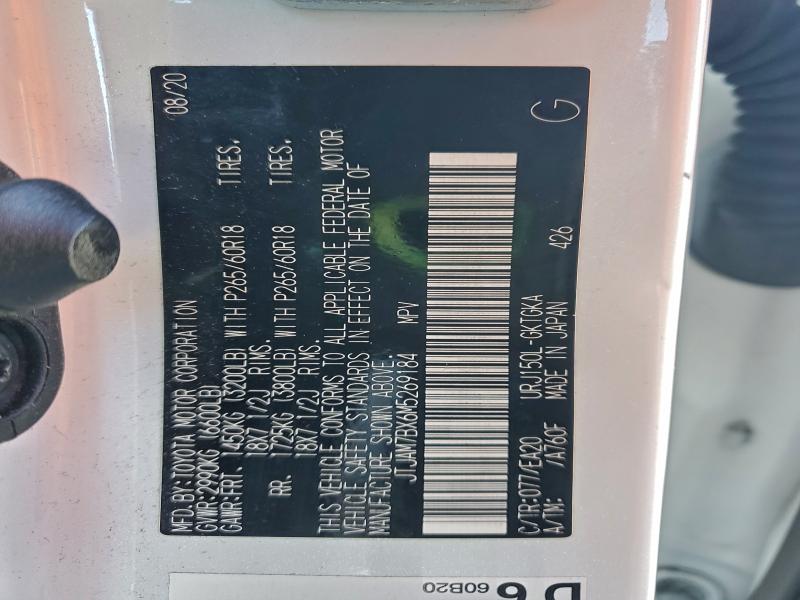 MFD.BY:TOYOTA MOTOR CORPORATION 08/20
GVWR:2990KG (6600LB)
GAWR:FRT. 1450KG (3200LB) WITH P265/60R18 TIRES.
18X7 1/2J RIMS.
RR. 1725KG (3800LB) WITH P265/60R18 TIRES.
18X7 1/2J RIMS.
THIS VEHICLE CONFORMS TO ALL APPLICABLE FEDERAL MOTOR
VEHICLE SAFETY STANDARDS IN EFFECT ON THE DATE OF
MANUFACTURE SHOWN ABOVE.
JTJAM7BX6M5269184 MPV
C/TR:077/EA20 URJ150L-GKTGKA 426
A/TM: /A760F MADE IN JAPAN
G
D 6
60B20